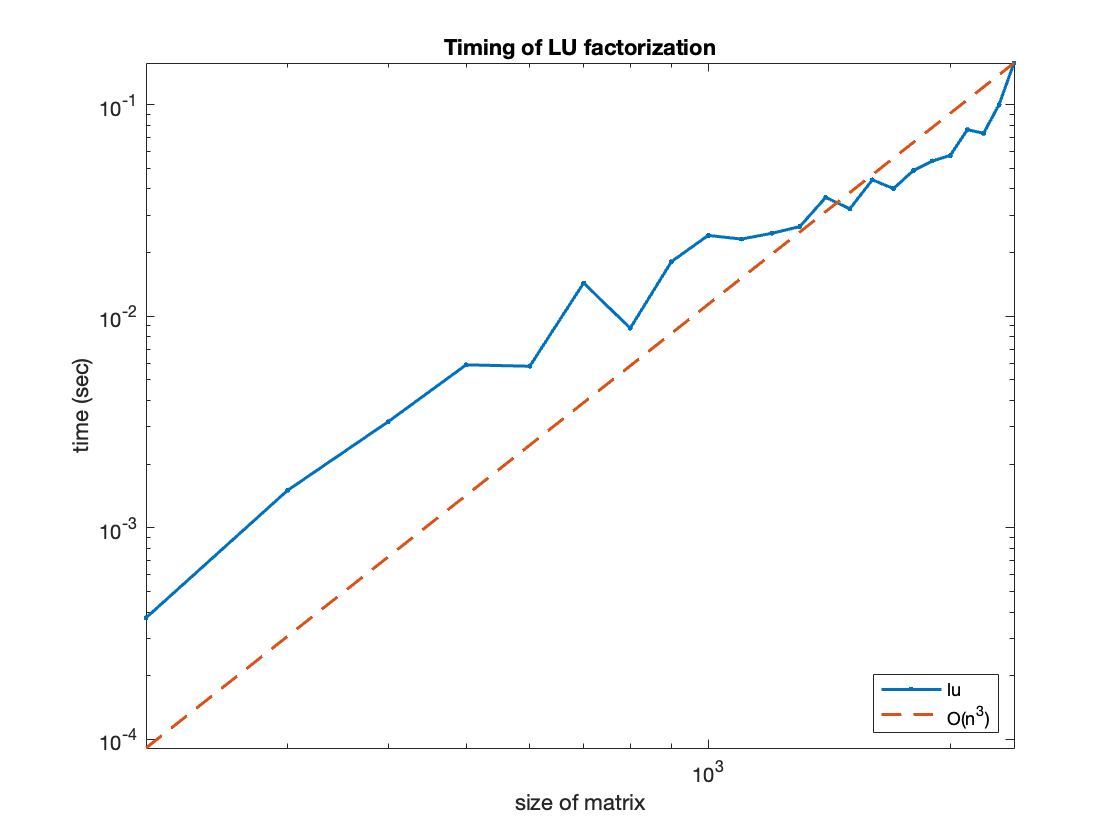 Timing of LU factorization
10^-1
10^-2
10^-3
10^-4
time (sec)
10^3
size of matrix
lu
O(n^3)